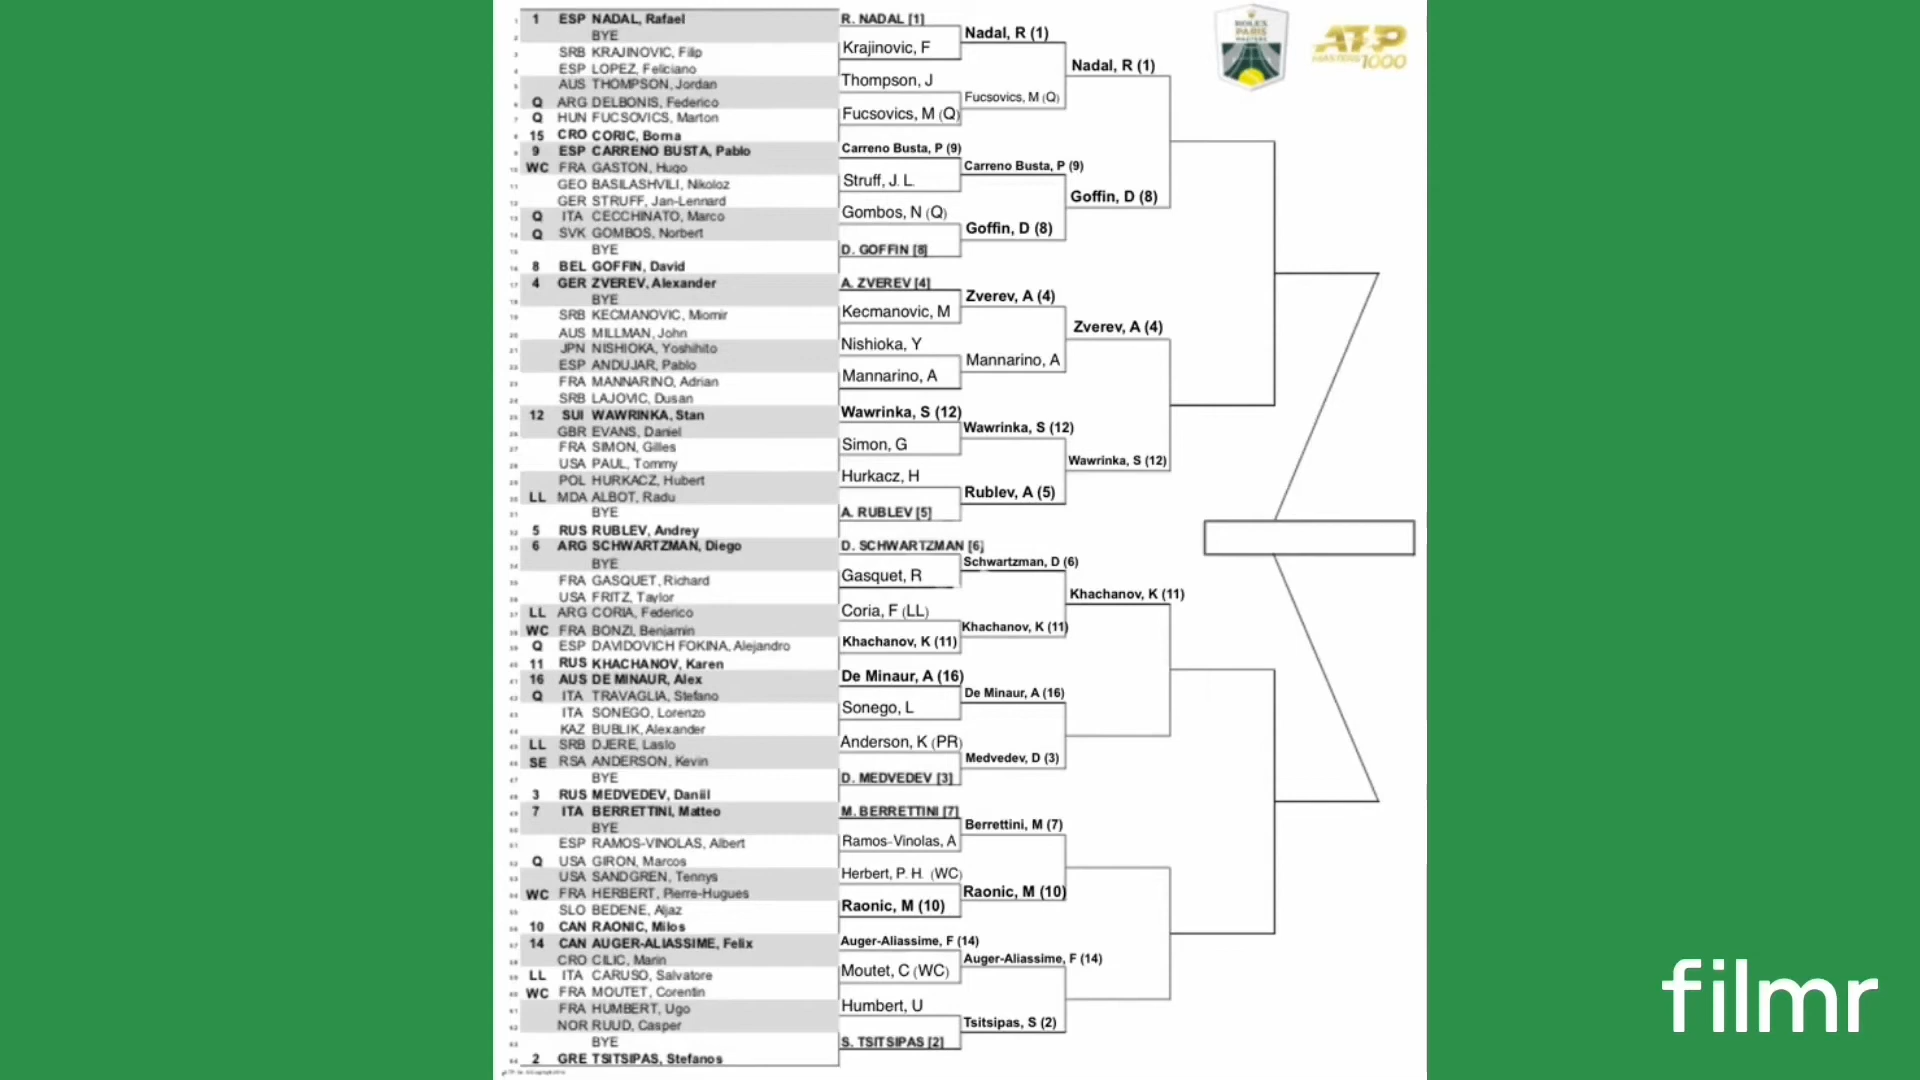 1 ESP NADAL, Rafael
BYE
SRB KRAJINOVIC, Filip
ESP LOPEZ, Feliciano
AUS THOMPSON, Jordan
Q ARG DELBONIS, Federico
Q HUN FUCSOVICS, Marton
15 CRO CORIC, Borna
9 ESP CARRENO BUSTA, Pablo
WC FRA GASTON, Hugo
GEO BASILASHVILI, Nikoloz
GER STRUFF, Jan-Lennard
Q ITA CECCHINATO, Marco
Q SVK GOMBOS, Norbert
BYE
8 BEL GOFFIN, David
4 GER ZVEREV, Alexander
BYE
SRB KECMANOVIC, Miomir
AUS MILLMAN, John
JPN NISHIOKA, Yoshihito
ESP ANDUJAR, Pablo
FRA MANNARINO, Adrian
SRB LAJOVIC, Dusan
12 SUI WAWRINKA, Stan
GBR EVANS, Daniel
FRA SIMON, Gilles
USA PAUL, Tommy
POL HURKACZ, Hubert
LL MDA ALBOT, Radu
BYE
5 RUS RUBLEV, Andrey
6 ARG SCHWARTZMAN, Diego
BYE
FRA GASQUET, Richard
USA FRITZ, Taylor
LL ARG CORIA, Federico
WC FRA BONZI, Benjamin
Q ESP DAVIDOVICH FOKINA, Alejandro
11 RUS KHACHANOV, Karen
16 AUS DE MINAUR, Alex
Q ITA TRAVAGLIA, Stefano
ITA SONEGO, Lorenzo
KAZ BUBLIK, Alexander
LL SRB DJERE, Laslo
SE RSA ANDERSON, Kevin
BYE
3 RUS MEDVEDEV, Daniil
7 ITA BERRETTINI, Matteo
BYE
ESP RAMOS-VINOLAS, Albert
Q USA GIRON, Marcos
USA SANDGREN, Tennys
WC FRA HERBERT, Pierre-Hugues
SLO BEDENE, Aljaz
10 CAN RAONIC, Milos
14 CAN AUGER-ALIASSIME, Felix
CRO CILIC, Marin
LL ITA CARUSO, Salvatore
WC FRA MOUTET, Corentin
FRA HUMBERT, Ugo
NOR RUUD, Casper
BYE
2 GRE TSITSIPAS, Stefanos
R. NADAL [1]
Krajinovic, F
Thompson, J
Fucsovics, M (Q)
Carreno Busta, P (9)
Struff, J. L.
Gombos, N (Q)
D. GOFFIN [8]
A. ZVEREV [4]
Kecmanovic, M
Nishioka, Y
Mannarino, A
Wawrinka, S (12)
Simon, G
Hurkacz, H
A. RUBLEV [5]
D. SCHWARTZMAN [6]
Gasquet, R
Coria, F (LL)
Khachanov, K (11)
De Minaur, A (16)
Sonego, L
Anderson, K (PR)
D. MEDVEDEV [3]
M. BERRETTINI [7]
Ramos-Vinolas, A
Herbert, P. H. (WC)
Raonic, M (10)
Auger-Aliassime, F (14)
Moutet, C (WC)
Humbert, U
S. TSITSIPAS [2]
Nadal, R (1)
Fucsovics, M (Q)
Carreno Busta, P (9)
Goffin, D (8)
Zverev, A (4)
Mannarino, A
Wawrinka, S (12)
Rublev, A (5)
Schwartzman, D (6)
Khachanov, K (11)
De Minaur, A (16)
Medvedev, D (3)
Berrettini, M (7)
Raonic, M (10)
Auger-Aliassime, F (14)
Tsitsipas, S (2)
Nadal, R (1)
Goffin, D (8)
Zverev, A (4)
Wawrinka, S (12)
Khachanov, K (11)
ROLEX
PARIS
MASTERS
ATP
MASTERS 1000
filmr